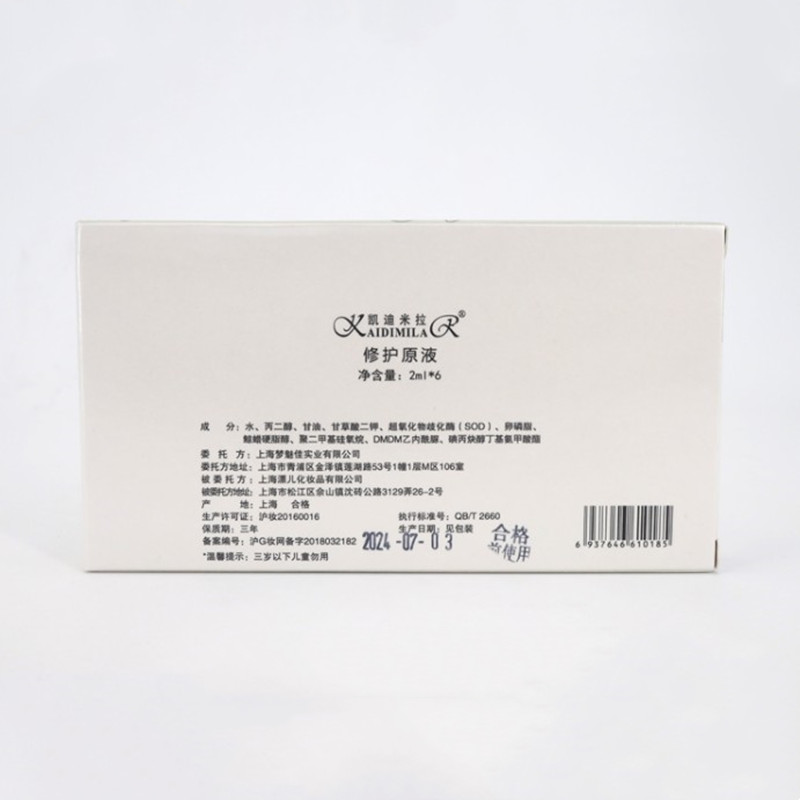 凯迪米拉®
KAIDIMILAR
修护原液
净含量：2ml*6
成 分：水、丙二醇、甘油、甘草酸二钾、超氧化物歧化酶（SOD）、卵磷脂、
鲸蜡硬脂醇、聚二甲基硅氧烷、DMDM乙内酰脲、碘丙炔醇丁基氨甲酸酯
委 托 方：上海梦魅佳实业有限公司
委托方地址：上海市青浦区金泽镇莲湖路53号1幢1层M区106室
被 委 托 方：上海漂儿化妆品有限公司
被委托方地址：上海市松江区佘山镇沈砖公路3129弄26-2号
产 地：上海 合格
生产许可证：沪妆20160016 执行标准号：QB/T 2660
保质期：三年 生产日期：见包装
备案编号：沪G妆网备字2018032182
2024-07-03
合格
使用
*温馨提示：三岁以下儿童勿用
6 937646 610185